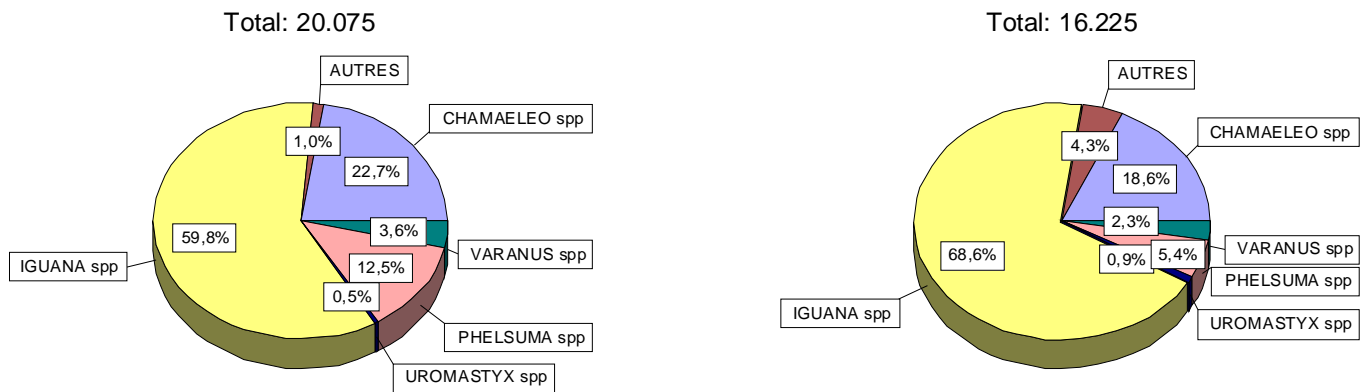 Total: 20.075
AUTRES
CHAMAELEO spp
1,0%
22,7%
59,8%
3,6%
VARANUS spp
IGUANA spp
12,5%
0,5%
PHELSUMA spp
UROMASTYX spp
Total: 16.225
AUTRES
CHAMAELEO spp
4,3%
18,6%
2,3%
68,6%
0,9%
5,4%
VARANUS spp
PHELSUMA spp
IGUANA spp
UROMASTYX spp